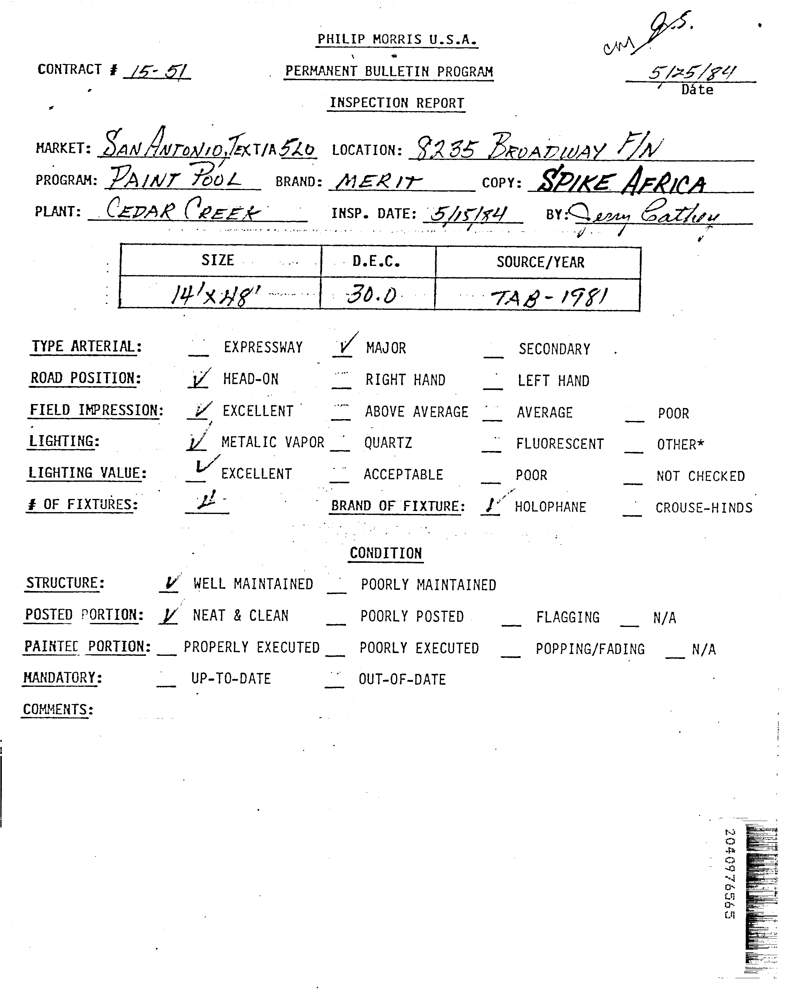 PHILIP MORRIS U.S.A.
CM J.S.
CONTRACT # 15-51 PERMANENT BULLETIN PROGRAM 5/25/84
Date
INSPECTION REPORT
MARKET: SAN ANTONIO, TEXT/A 520 LOCATION: 8235 BROADWAY F/N
PROGRAM: PAINT POOL BRAND: MERIT COPY: SPIKE AFRICA
PLANT: CEDAR CREEK INSP. DATE: 5/15/84 BY: Jerry Cathey
SIZE D.E.C. SOURCE/YEAR
14'X48' 30.0 TAB-1981
TYPE ARTERIAL: __ EXPRESSWAY ✓ MAJOR __ SECONDARY
ROAD POSITION: ✓ HEAD-ON __ RIGHT HAND __ LEFT HAND
FIELD IMPRESSION: ✓ EXCELLENT __ ABOVE AVERAGE __ AVERAGE __ POOR
LIGHTING: ✓ METALIC VAPOR __ QUARTZ __ FLUORESCENT __ OTHER*
LIGHTING VALUE: ✓ EXCELLENT __ ACCEPTABLE __ POOR __ NOT CHECKED
# OF FIXTURES: 4 BRAND OF FIXTURE: ✓ HOLOPHANE __ CROUSE-HINDS
CONDITION
STRUCTURE: ✓ WELL MAINTAINED __ POORLY MAINTAINED
POSTED PORTION: ✓ NEAT & CLEAN __ POORLY POSTED __ FLAGGING __ N/A
PAINTED PORTION: __ PROPERLY EXECUTED __ POORLY EXECUTED __ POPPING/FADING __ N/A
MANDATORY: __ UP-TO-DATE __ OUT-OF-DATE
COMMENTS:
2040976565